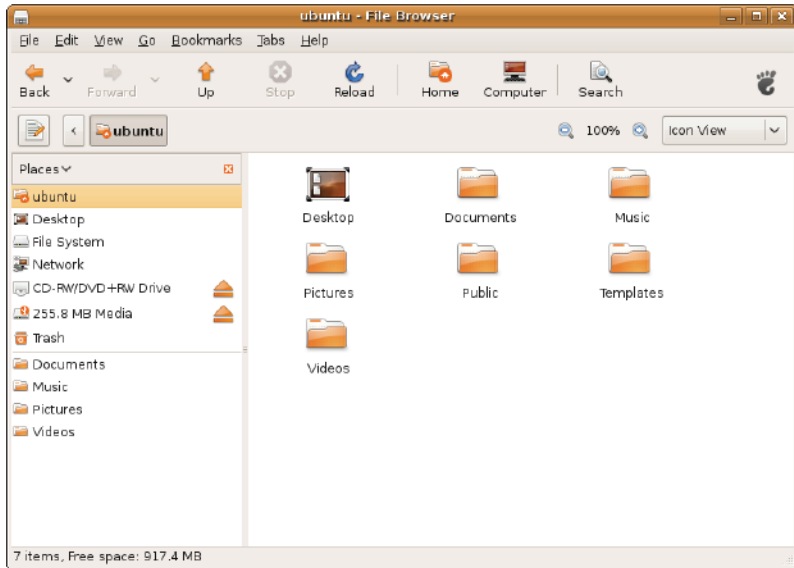 ubuntu - File Browser
File Edit View Go Bookmarks Tabs Help
Back Forward Up Stop Reload Home Computer Search
ubuntu 100% Icon View
Places
ubuntu
Desktop
File System
Network
CD-RW/DVD+RW Drive
255.8 MB Media
Trash
Documents
Music
Pictures
Videos
Desktop Documents Music
Pictures Public Templates
Videos
7 items, Free space: 917.4 MB